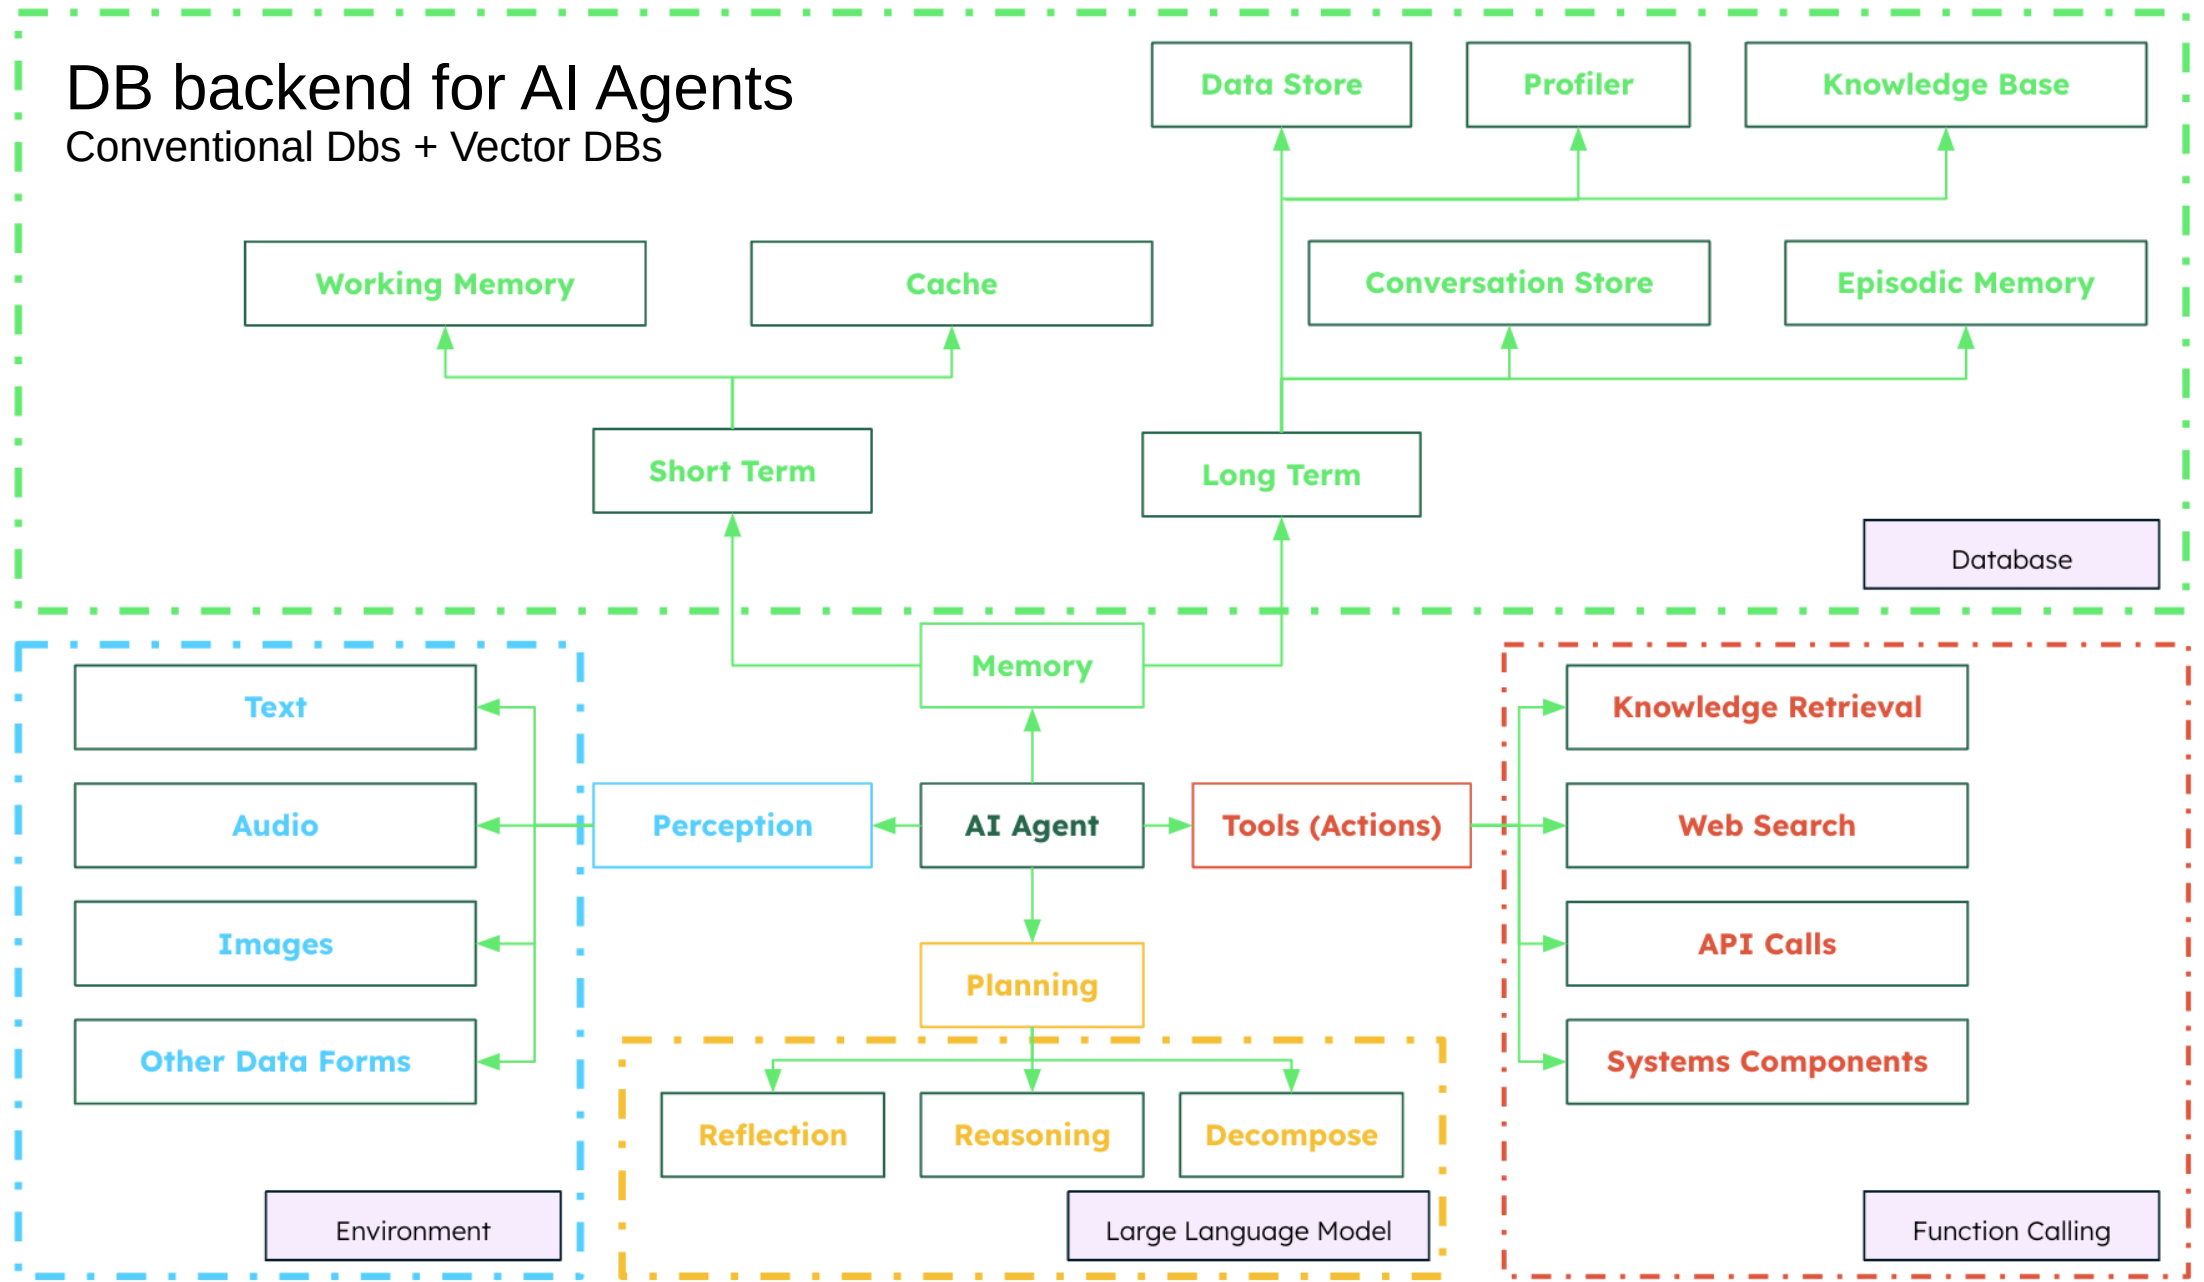 DB backend for AI Agents
Conventional Dbs + Vector DBs
Data Store
Profiler
Knowledge Base
Working Memory
Cache
Conversation Store
Episodic Memory
Short Term
Long Term
Database
Memory
Text
Knowledge Retrieval
Audio
Perception
AI Agent
Tools (Actions)
Web Search
Images
API Calls
Planning
Other Data Forms
Systems Components
Reflection
Reasoning
Decompose
Environment
Large Language Model
Function Calling